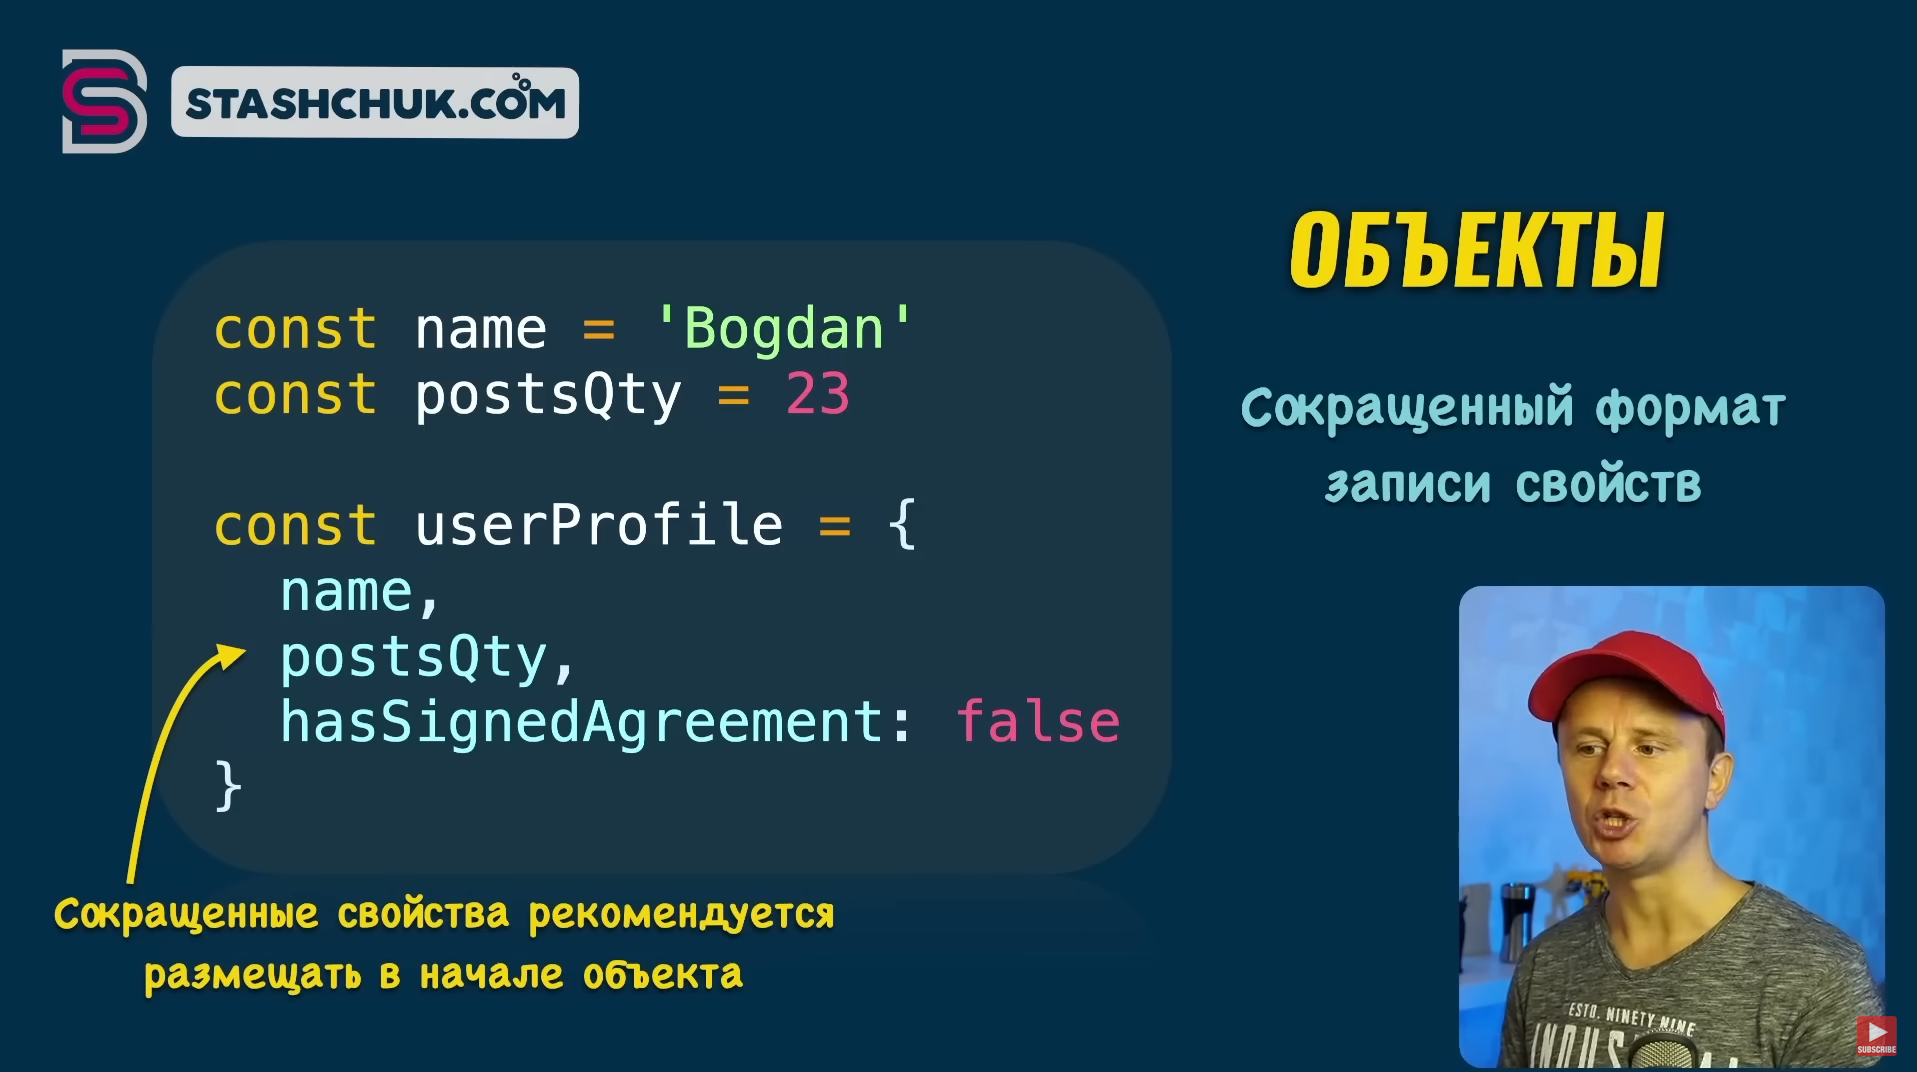 STASHCHUK.COM
ОБЪЕКТЫ
Сокращенный формат
записи свойств
const name = 'Bogdan'
const postsQty = 23
const userProfile = {
  name,
  postsQty,
  hasSignedAgreement: false
}
Сокращенные свойства рекомендуется
размещать в начале объекта
ESTD. NINETY NINE
SUBSCRIBE